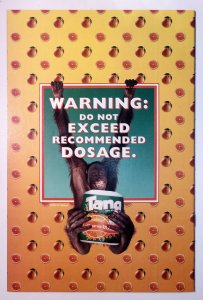 WARNING:
DO NOT
EXCEED
RECOMMENDED
DOSAGE.
Tang